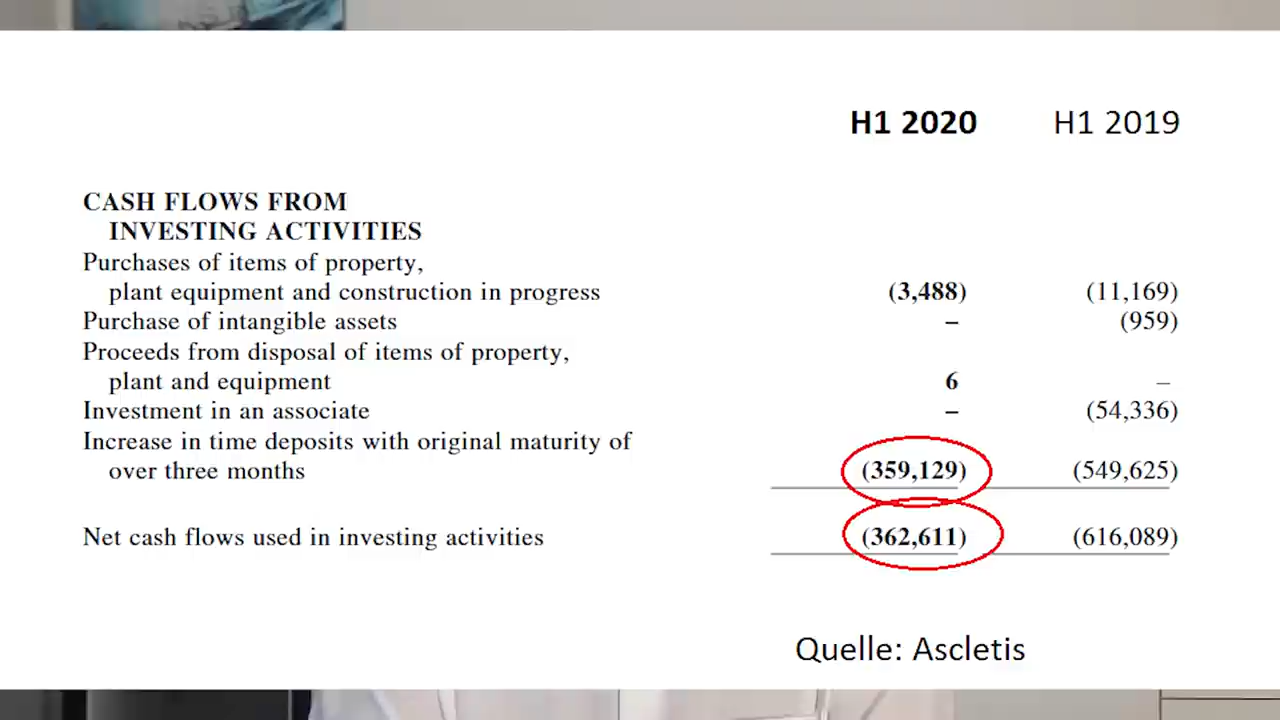 H1 2020 H1 2019
CASH FLOWS FROM
INVESTING ACTIVITIES
Purchases of items of property,
plant equipment and construction in progress (3,488) (11,169)
Purchase of intangible assets – (959)
Proceeds from disposal of items of property,
plant and equipment 6 –
Investment in an associate – (54,336)
Increase in time deposits with original maturity of
over three months (359,129) (549,625)
Net cash flows used in investing activities (362,611) (616,089)
Quelle: Ascletis